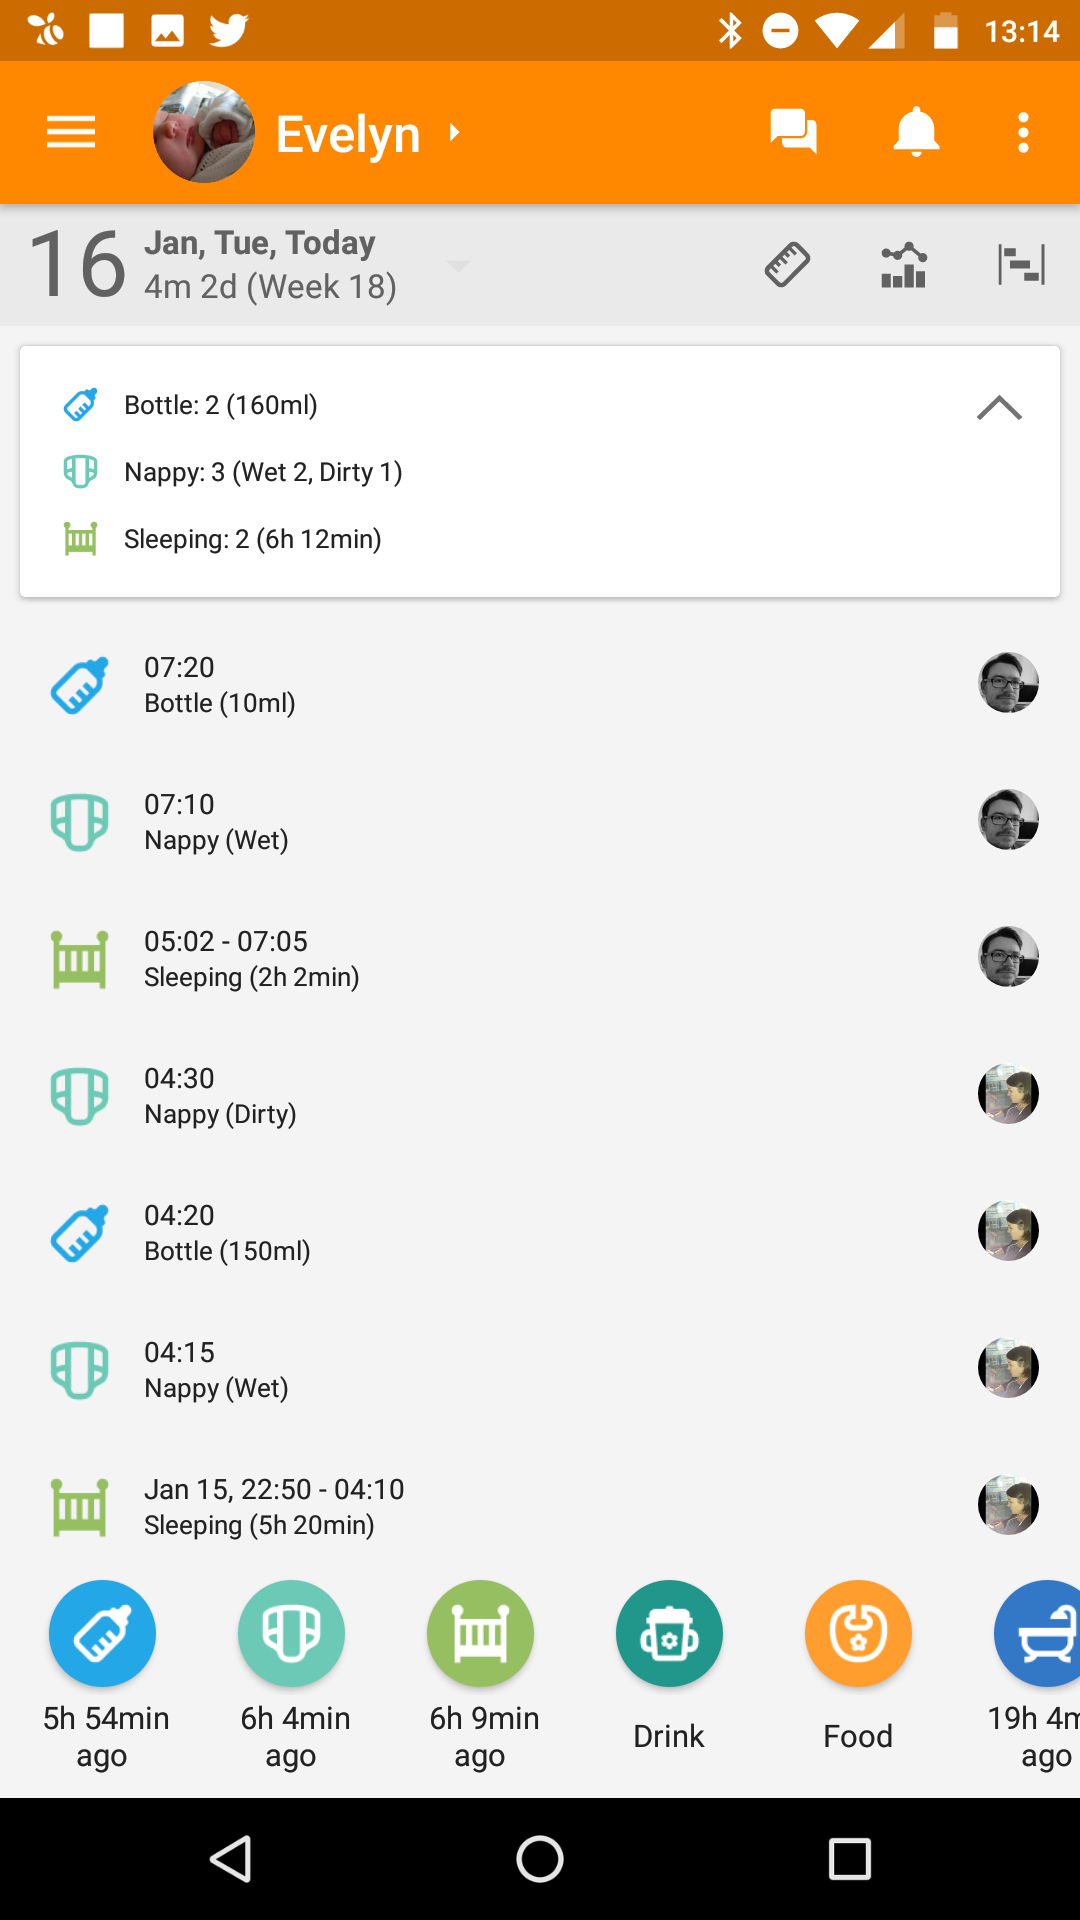 13:14
Evelyn
16
Jan, Tue, Today
4m 2d (Week 18)
Bottle: 2 (160ml)
Nappy: 3 (Wet 2, Dirty 1)
Sleeping: 2 (6h 12min)
07:20
Bottle (10ml)
07:10
Nappy (Wet)
05:02 - 07:05
Sleeping (2h 2min)
04:30
Nappy (Dirty)
04:20
Bottle (150ml)
04:15
Nappy (Wet)
Jan 15, 22:50 - 04:10
Sleeping (5h 20min)
5h 54min
ago
6h 4min
ago
6h 9min
ago
Drink
Food
19h 4m
ago